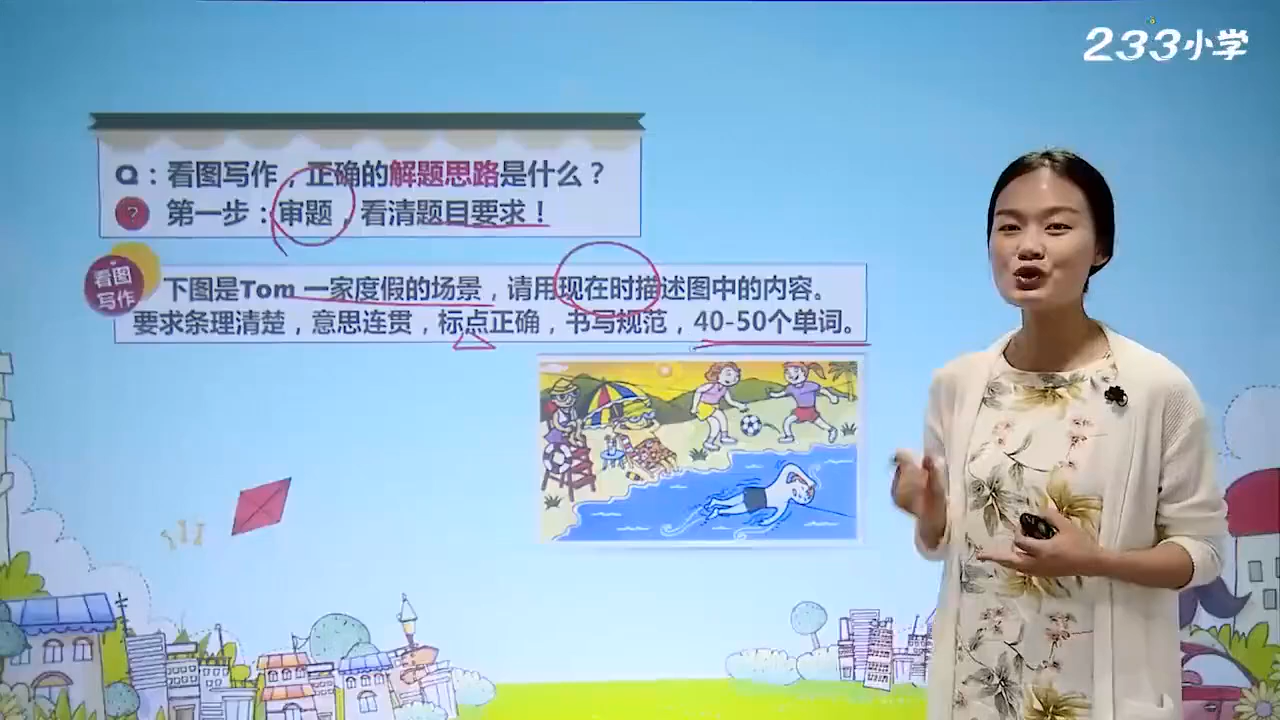 233小学
Q：看图写作，正确的解题思路是什么？
? 第一步：审题，看清题目要求！
看图
写作
下图是Tom 一家度假的场景，请用现在时描述图中的内容。
要求条理清楚，意思连贯，标点正确，书写规范，40-50个单词。